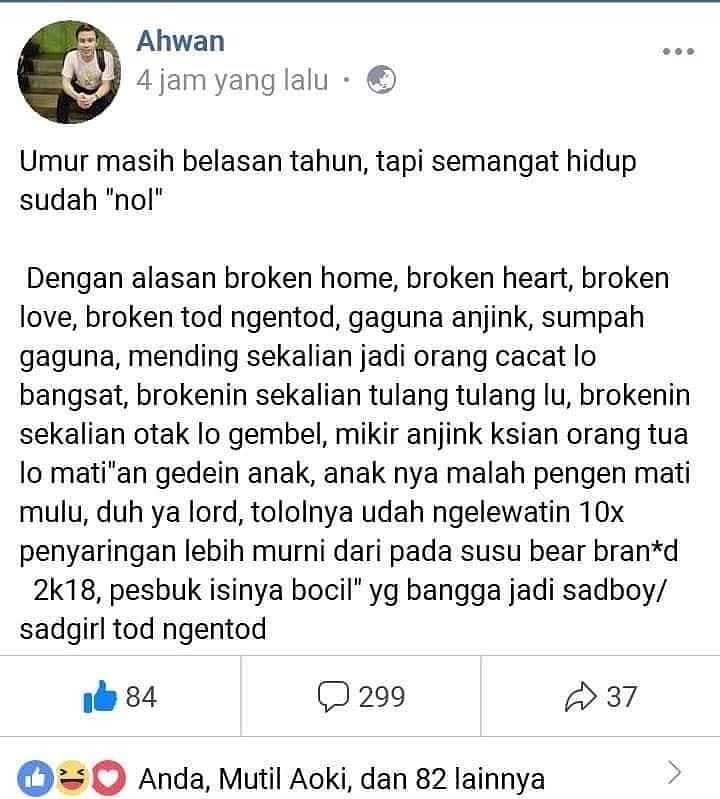 Ahwan
4 jam yang lalu •
Umur masih belasan tahun, tapi semangat hidup
sudah "nol"
Dengan alasan broken home, broken heart, broken
love, broken tod ngentod, gaguna anjink, sumpah
gaguna, mending sekalian jadi orang cacat lo
bangsat, brokenin sekalian tulang tulang lu, brokenin
sekalian otak lo gembel, mikir anjink ksian orang tua
lo mati"an gedein anak, anak nya malah pengen mati
mulu, duh ya lord, tololnya udah ngelewatin 10x
penyaringan lebih murni dari pada susu bear bran*d
2k18, pesbuk isinya bocil" yg bangga jadi sadboy/
sadgirl tod ngentod
84 299 37
Anda, Mutil Aoki, dan 82 lainnya